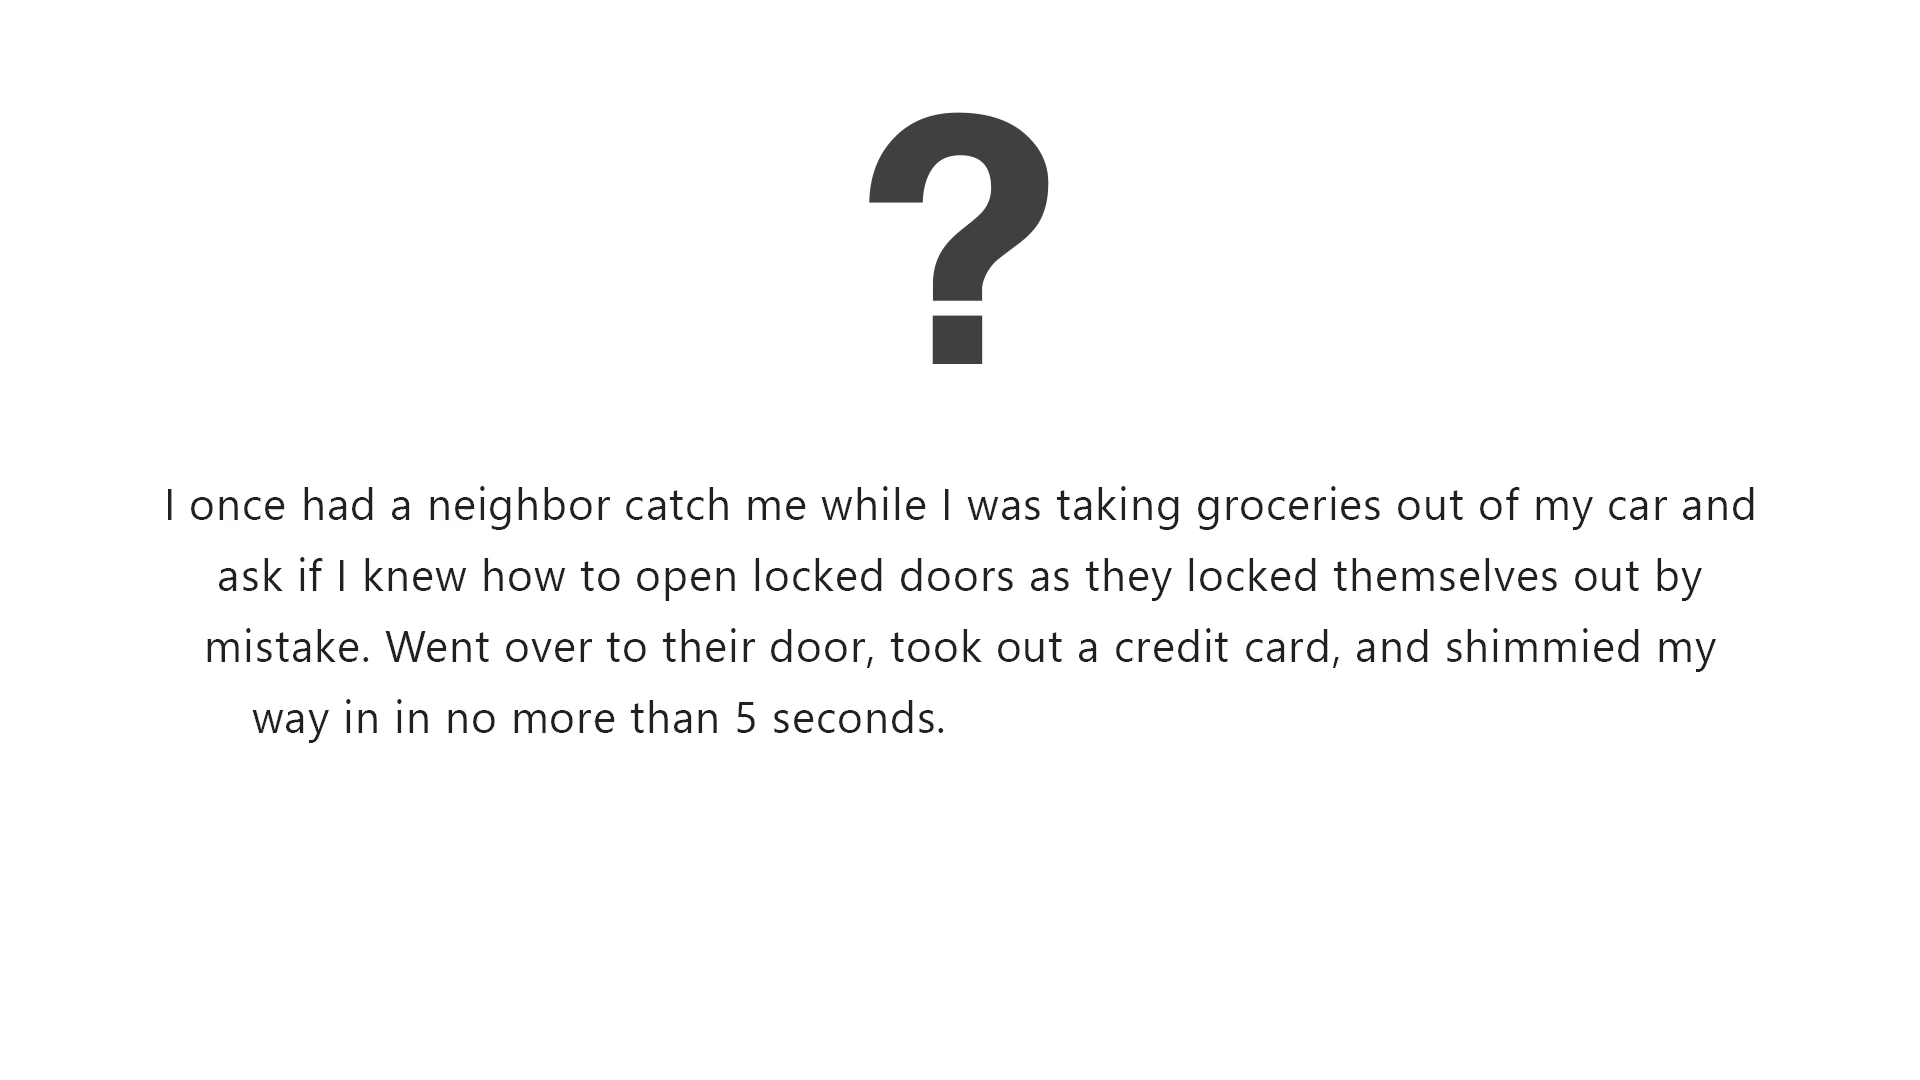 ?
I once had a neighbor catch me while I was taking groceries out of my car and
ask if I knew how to open locked doors as they locked themselves out by
mistake. Went over to their door, took out a credit card, and shimmied my
way in in no more than 5 seconds.